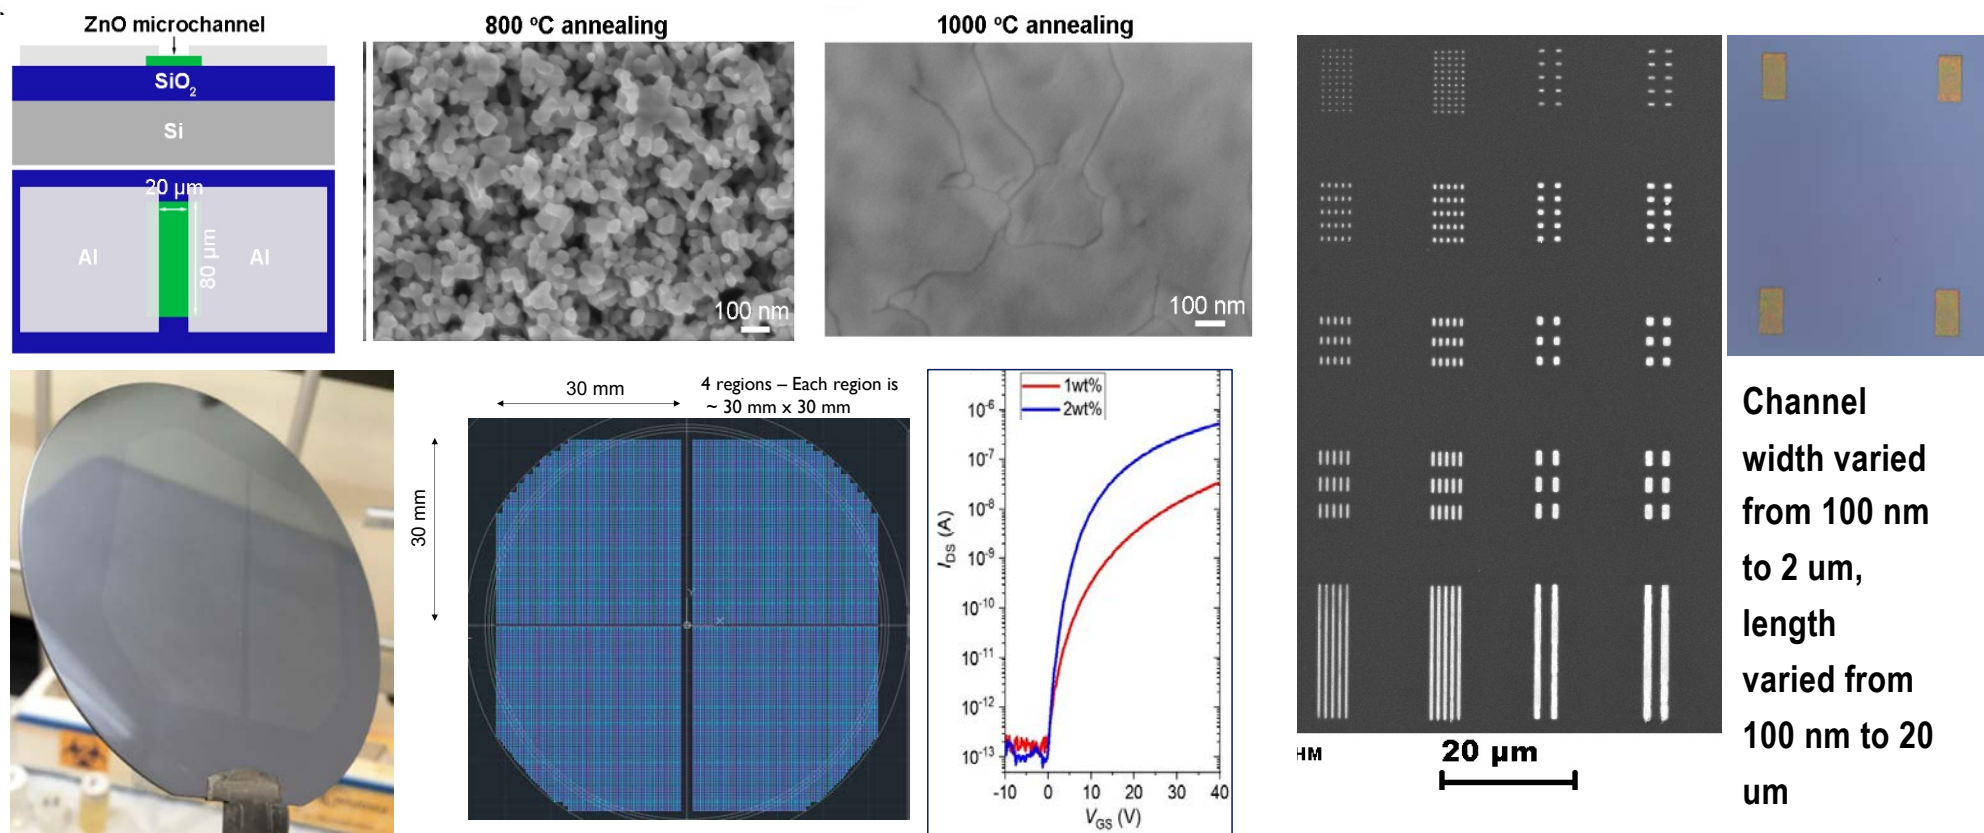 ZnO microchannel
SiO2
Si
20 µm
Al
80 µm
Al
800 ºC annealing
100 nm
1000 ºC annealing
100 nm
30 mm
4 regions – Each region is
~ 30 mm x 30 mm
30 mm
Y
X
1wt%
2wt%
10-6
10-7
10-8
10-9
10-10
10-11
10-12
10-13
IDS (A)
-10 0 10 20 30 40
VGS (V)
HM
20 µm
Channel
width varied
from 100 nm
to 2 um,
length
varied from
100 nm to 20
um